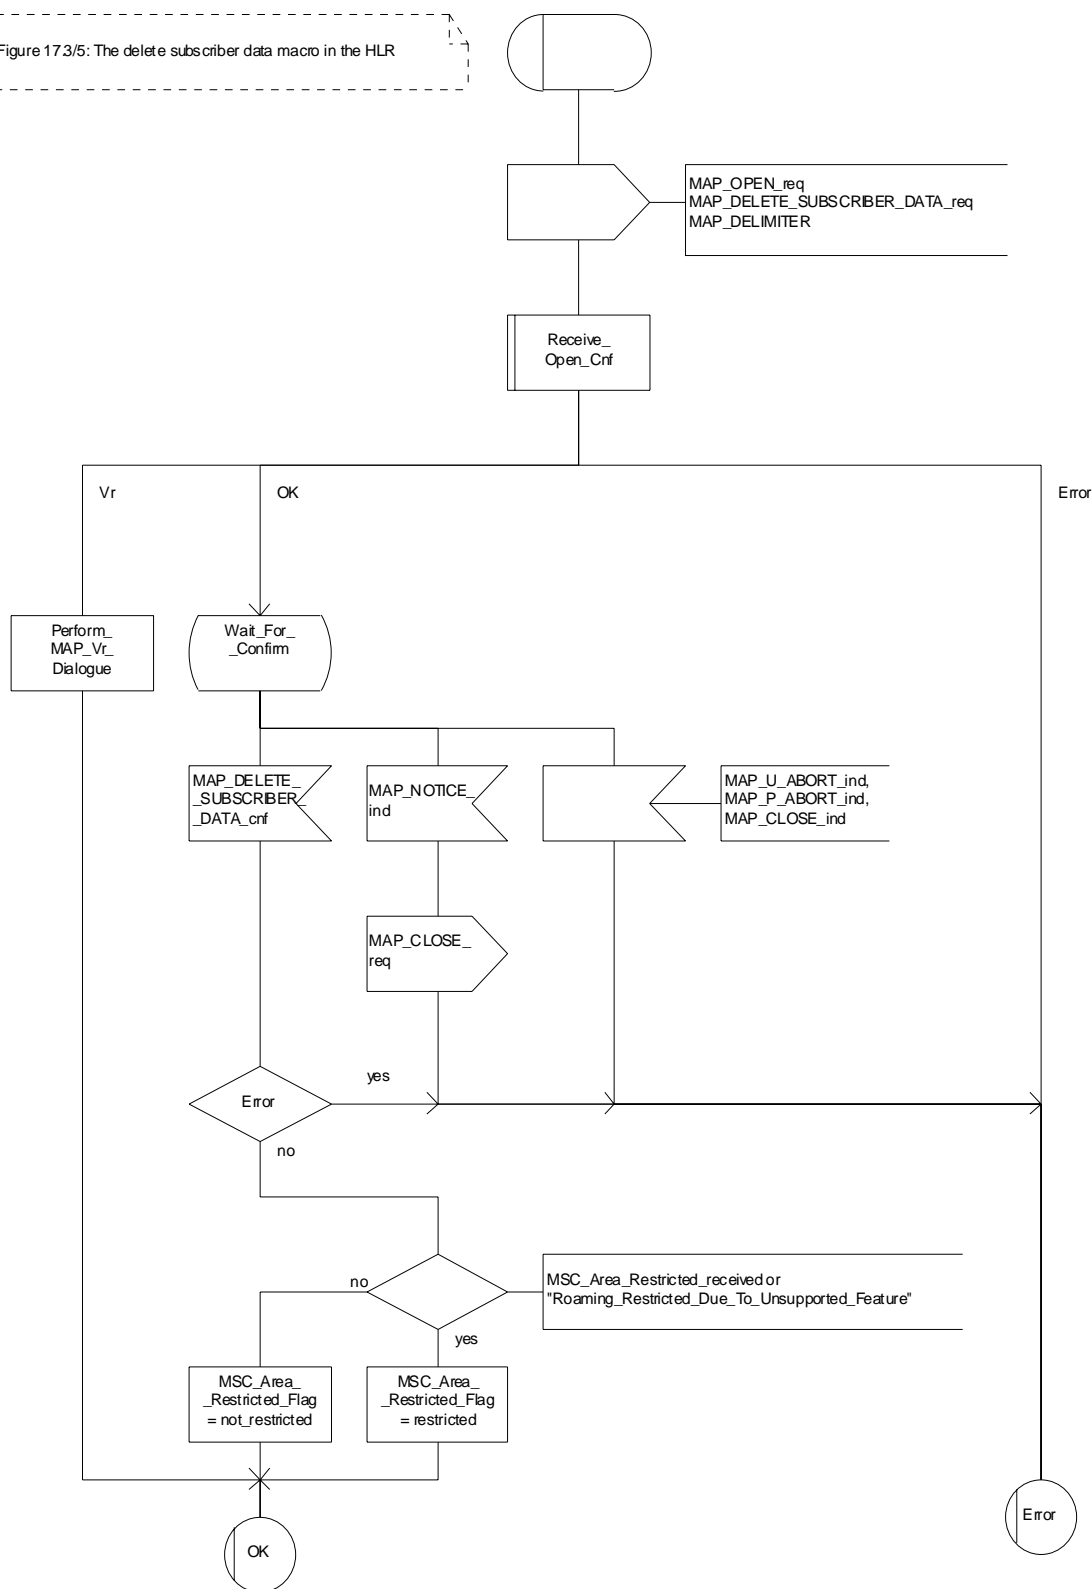 Figure 17.3/5: The delete subscriber data macro in the HLR
MAP_OPEN_req
MAP_DELETE_SUBSCRIBER_DATA_req
MAP_DELIMITER
Receive_
Open_Cnf
Vr
OK
Error
Perform_
MAP_Vr_
Dialogue
Wait_For_
_Confirm
MAP_DELETE_
_SUBSCRIBER_
_DATA_cnf
MAP_NOTICE_
ind
MAP_U_ABORT_ind,
MAP_P_ABORT_ind,
MAP_CLOSE_ind
MAP_CLOSE_
req
Error
yes
no
no
MSC_Area_Restricted_received or
"Roaming_Restricted_Due_To_Unsupported_Feature"
yes
MSC_Area_
_Restricted_Flag
= not_restricted
MSC_Area_
_Restricted_Flag
= restricted
Error
OK